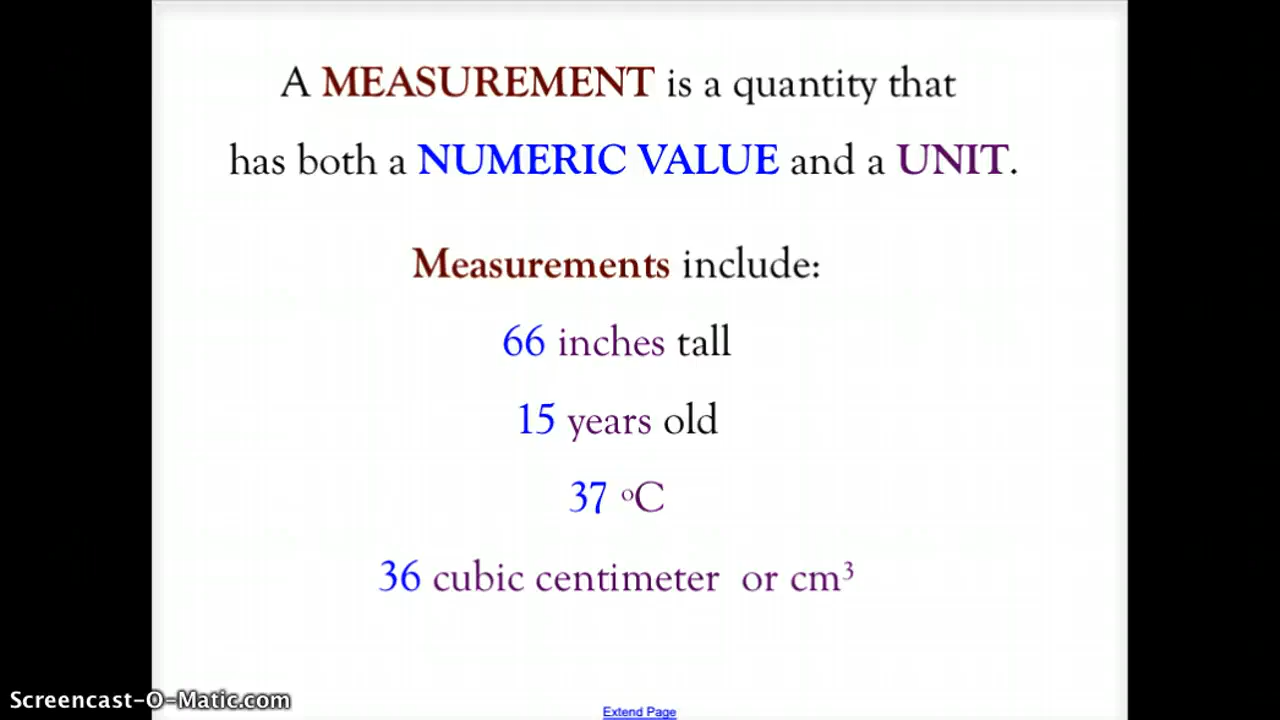 A MEASUREMENT is a quantity that
has both a NUMERIC VALUE and a UNIT.
Measurements include:
66 inches tall
15 years old
37 ºC
36 cubic centimeter or cm³
Screencast-O-Matic.com
Extend Page